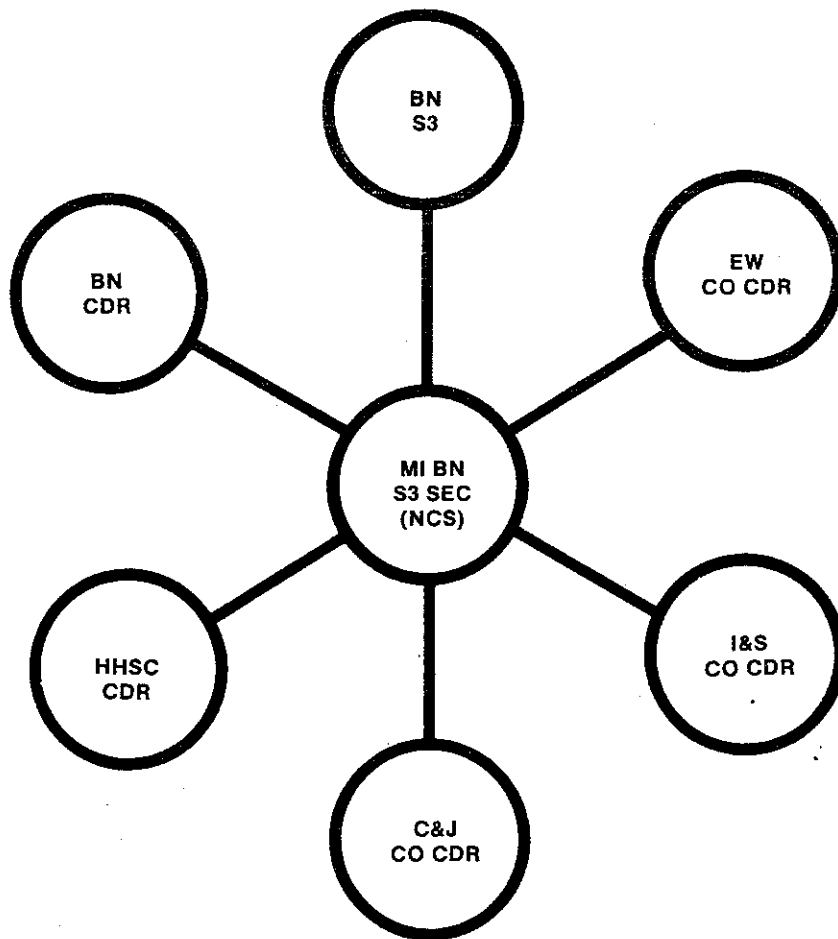 BN
S3
BN
CDR
EW
CO CDR
MI BN
S3 SEC
(NCS)
HHSC
CDR
I&S
CO CDR
C&J
CO CDR